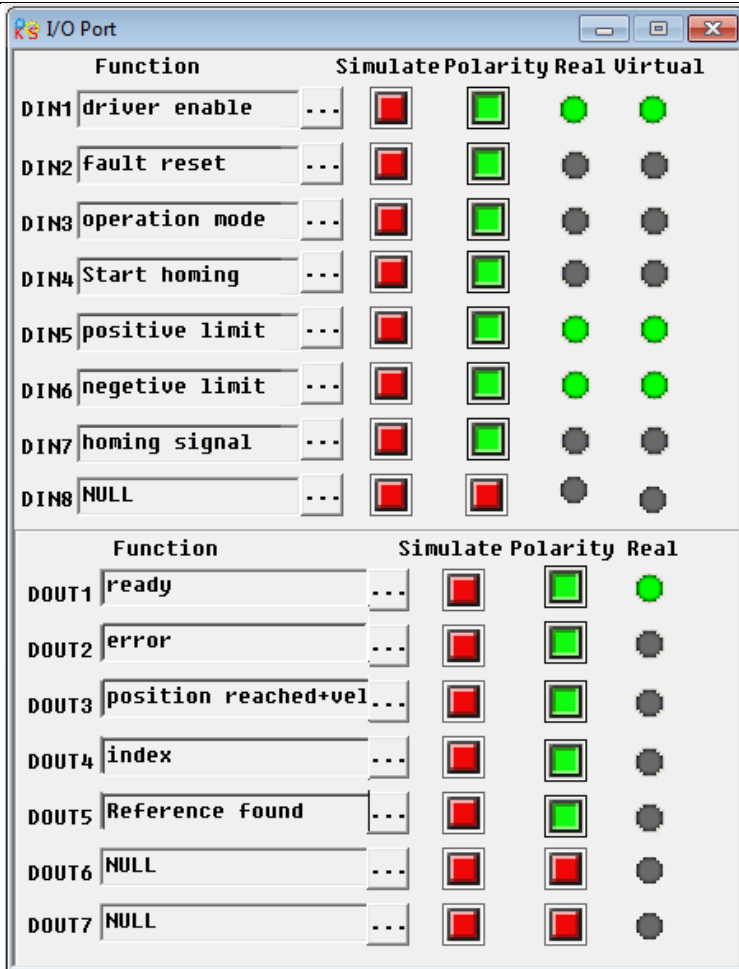 I/O Port
Function Simulate Polarity Real Virtual
DIN1 driver enable ...
DIN2 fault reset ...
DIN3 operation mode ...
DIN4 Start homing ...
DIN5 positive limit ...
DIN6 negetive limit ...
DIN7 homing signal ...
DIN8 NULL ...
Function Simulate Polarity Real
DOUT1 ready ...
DOUT2 error ...
DOUT3 position reached+vel ...
DOUT4 index ...
DOUT5 Reference found ...
DOUT6 NULL ...
DOUT7 NULL ...